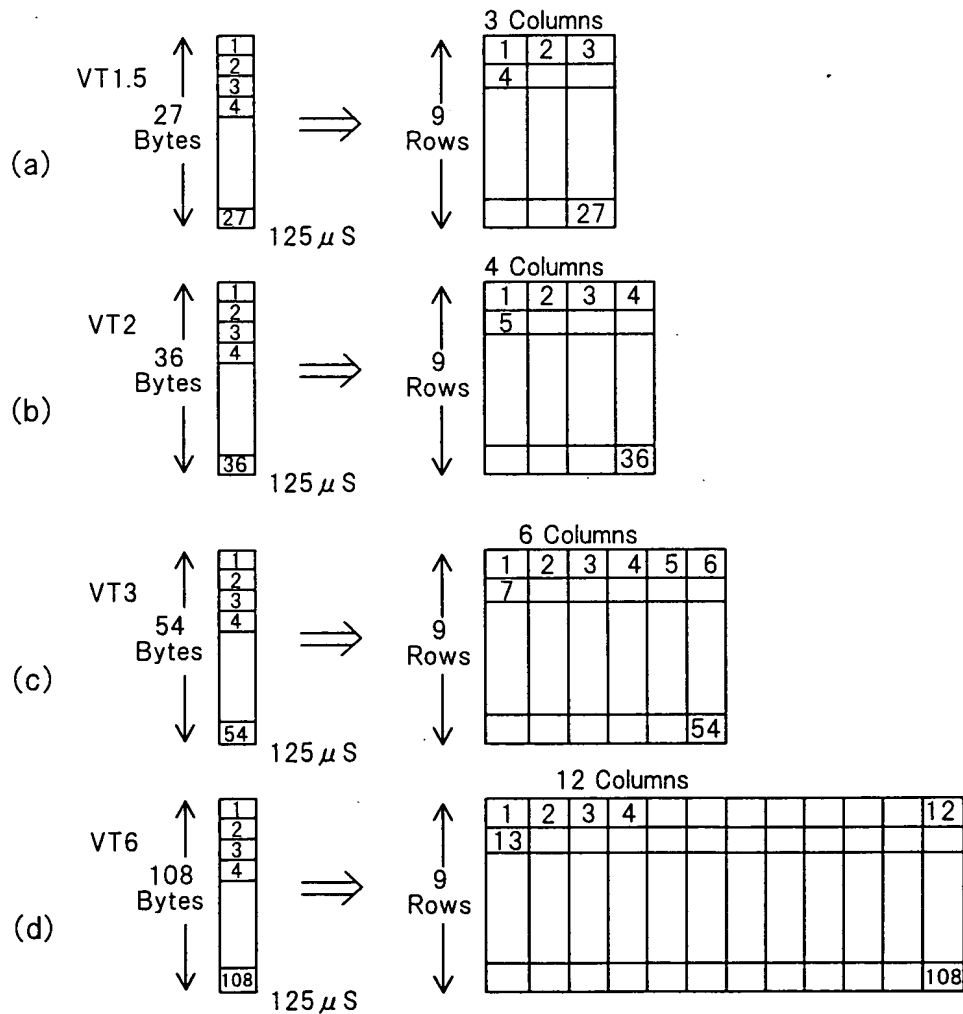 3 Columns
VT1.5
27
Bytes
1
2
3
4
27
125 μS
9
Rows
1 2 3
4
27
(a)
4 Columns
VT2
36
Bytes
1
2
3
4
36
125 μS
9
Rows
1 2 3 4
5
36
(b)
6 Columns
VT3
54
Bytes
1
2
3
4
54
125 μS
9
Rows
1 2 3 4 5 6
7
54
(c)
12 Columns
VT6
108
Bytes
1
2
3
4
108
125 μS
9
Rows
1 2 3 4 12
13
108
(d)